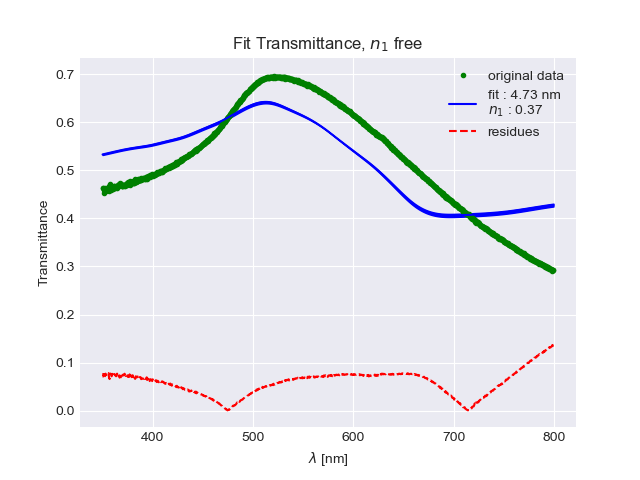 Fit Transmittance, n₁ free
original data
fit : 4.73 nm
n₁ : 0.37
residues
Transmittance
0.7
0.6
0.5
0.4
0.3
0.2
0.1
0.0
400 500 600 700 800
λ [nm]